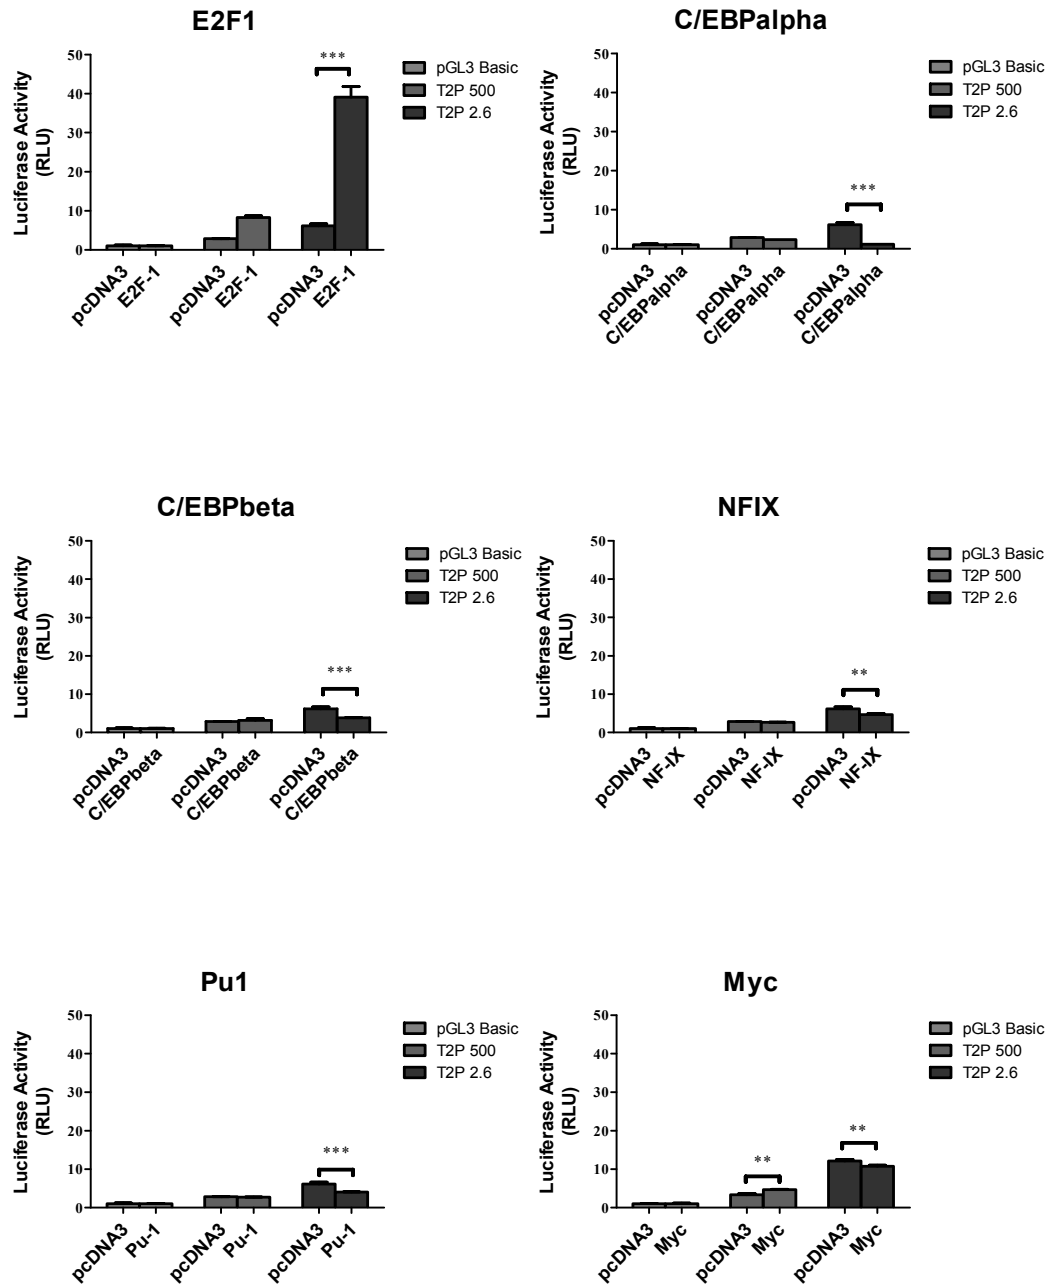 E2F1
Luciferase Activity
(RLU)
50
40
30
20
10
0
***
pcDNA3
E2F-1
pcDNA3
E2F-1
pcDNA3
E2F-1
pGL3 Basic
T2P 500
T2P 2.6
C/EBPalpha
Luciferase Activity
(RLU)
50
40
30
20
10
0
***
pcDNA3
C/EBPalpha
pcDNA3
C/EBPalpha
pcDNA3
C/EBPalpha
pGL3 Basic
T2P 500
T2P 2.6
C/EBPbeta
Luciferase Activity
(RLU)
50
40
30
20
10
0
***
pcDNA3
C/EBPbeta
pcDNA3
C/EBPbeta
pcDNA3
C/EBPbeta
pGL3 Basic
T2P 500
T2P 2.6
NFIX
Luciferase Activity
(RLU)
50
40
30
20
10
0
**
pcDNA3
NF-IX
pcDNA3
NF-IX
pcDNA3
NF-IX
pGL3 Basic
T2P 500
T2P 2.6
Pu1
Luciferase Activity
(RLU)
50
40
30
20
10
0
***
pcDNA3
Pu-1
pcDNA3
Pu-1
pcDNA3
Pu-1
pGL3 Basic
T2P 500
T2P 2.6
Myc
Luciferase Activity
(RLU)
50
40
30
20
10
0
**
**
pcDNA3
Myc
pcDNA3
Myc
pcDNA3
Myc
pGL3 Basic
T2P 500
T2P 2.6